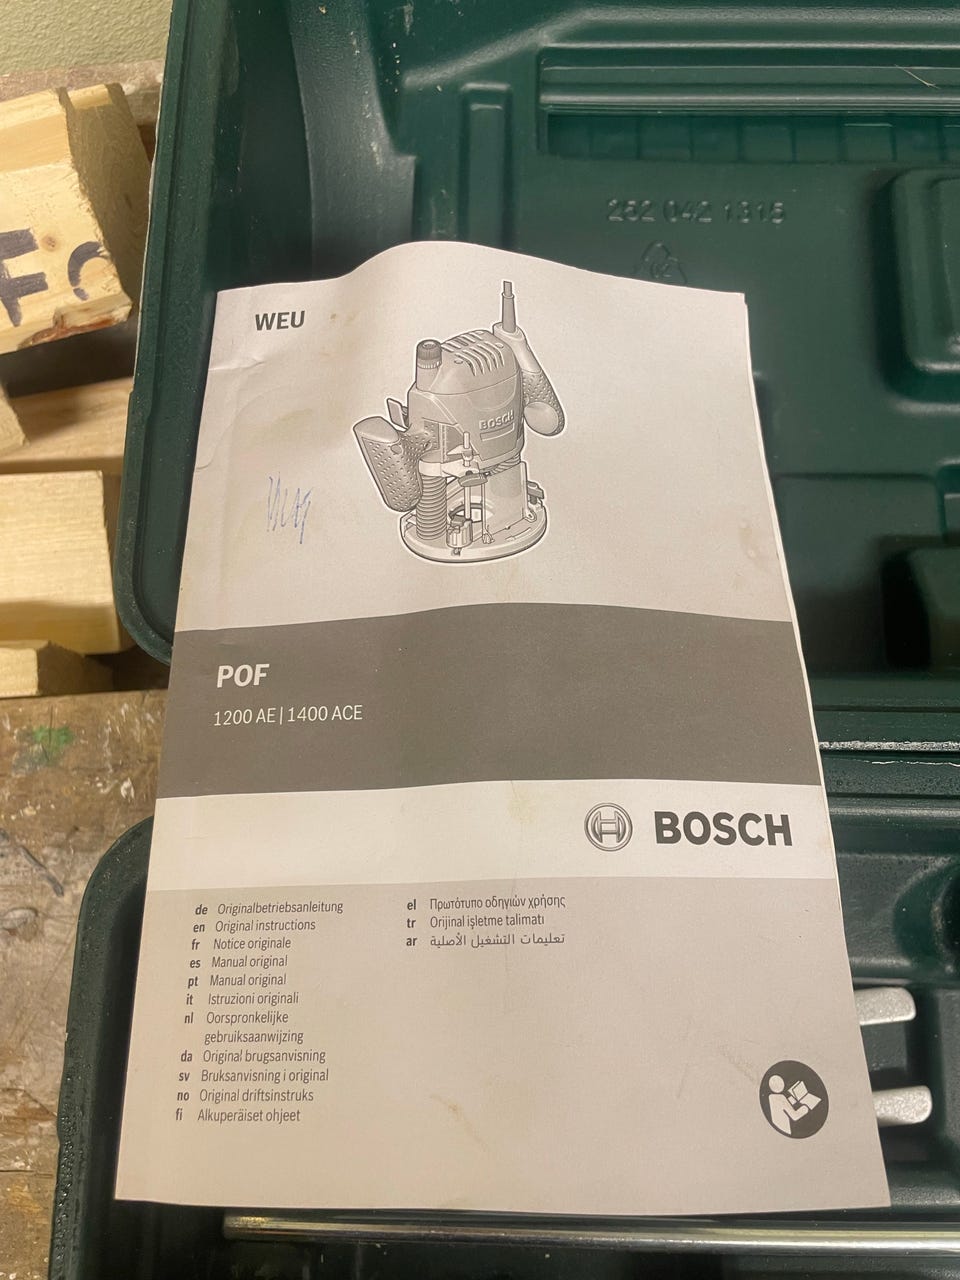 252 042 1315
WEU
BOSCH
POF
1200 AE | 1400 ACE
BOSCH
de Originalbetriebsanleitung
en Original instructions
fr Notice originale
es Manual original
pt Manual original
it Istruzioni originali
nl Oorspronkelijke
gebruiksaanwijzing
da Original brugsanvisning
sv Bruksanvisning i original
no Original driftsinstruks
fi Alkuperäiset ohjeet
el Πρωτότυπο οδηγιών χρήσης
tr Orijinal işletme talimatı
ar تعليمات التشغيل الأصلية